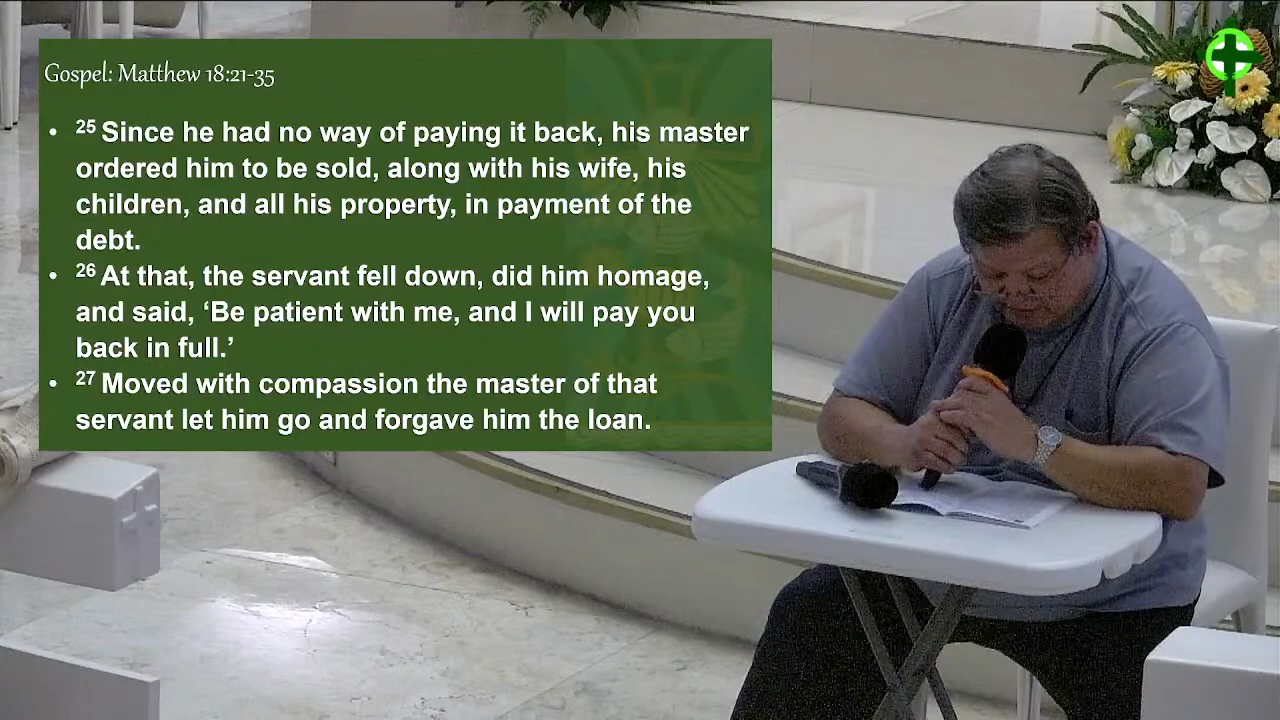 Gospel: Matthew 18:21-35
• 25 Since he had no way of paying it back, his master
ordered him to be sold, along with his wife, his
children, and all his property, in payment of the
debt.
• 26 At that, the servant fell down, did him homage,
and said, ‘Be patient with me, and I will pay you
back in full.’
• 27 Moved with compassion the master of that
servant let him go and forgave him the loan.